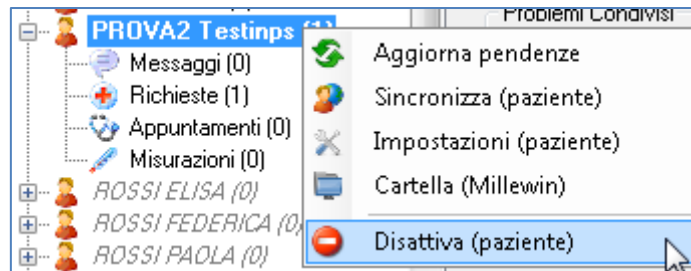 Problemi Condivisi
PROVA2 Testinps (1)
Messaggi (0)
Richieste (1)
Appuntamenti (0)
Misurazioni (0)
ROSSI ELISA (0)
ROSSI FEDERICA (0)
ROSSI PAOLA (0)
Aggiorna pendenze
Sincronizza (paziente)
Impostazioni (paziente)
Cartella (Millewin)
Disattiva (paziente)